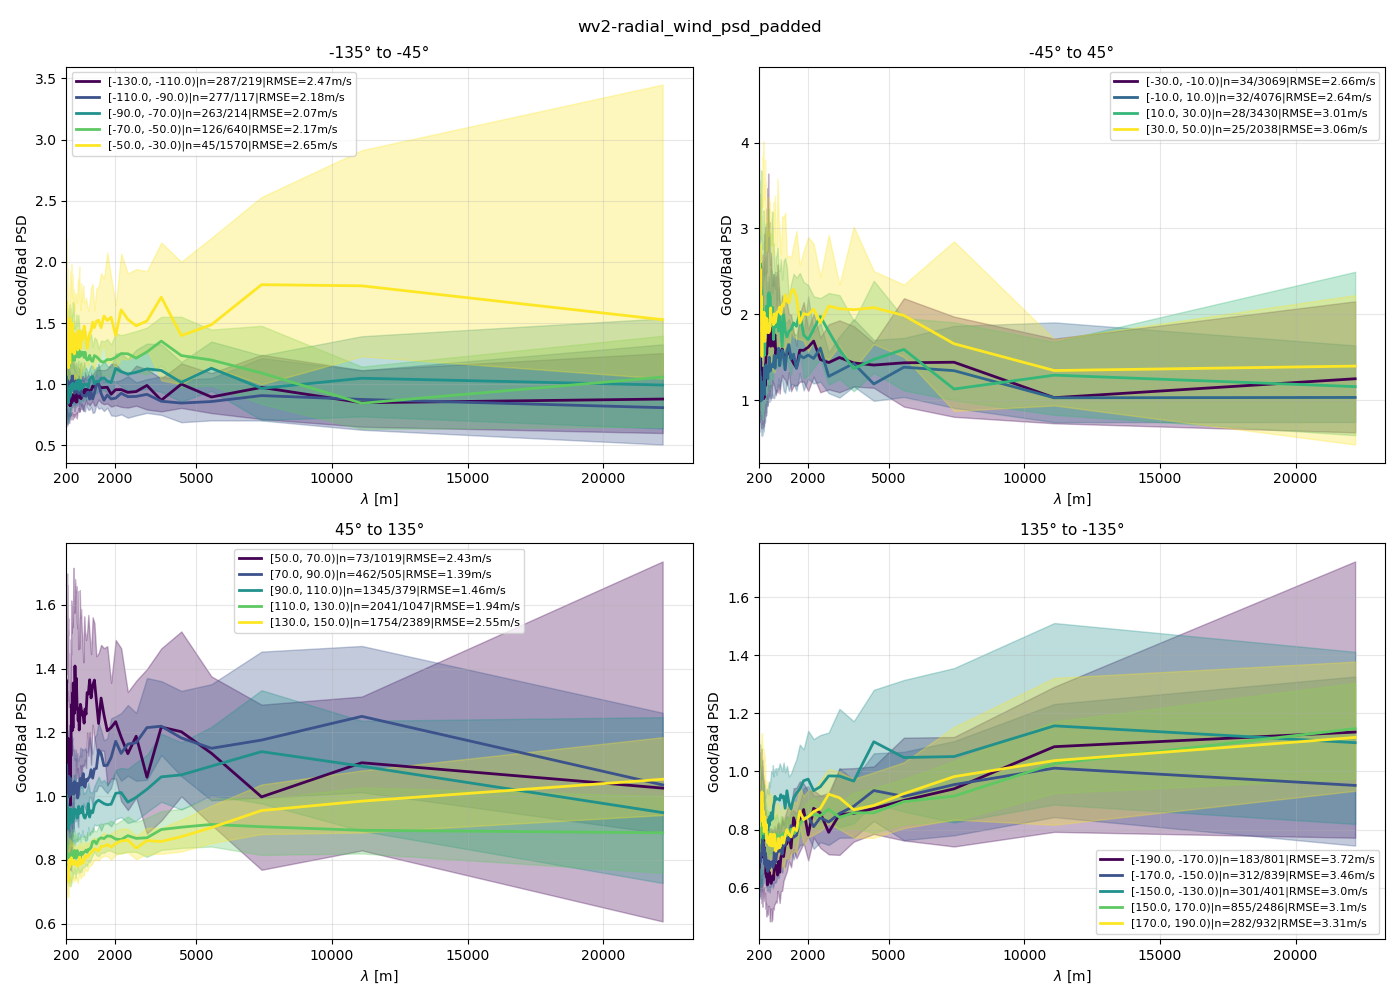 wv2-radial_wind_psd_padded
-135° to -45°
[-130.0, -110.0)|n=287/219|RMSE=2.47m/s
[-110.0, -90.0)|n=277/117|RMSE=2.18m/s
[-90.0, -70.0)|n=263/214|RMSE=2.07m/s
[-70.0, -50.0)|n=126/640|RMSE=2.17m/s
[-50.0, -30.0)|n=45/1570|RMSE=2.65m/s
3.5
3.0
2.5
2.0
1.5
1.0
0.5
Good/Bad PSD
200 2000 5000 10000 15000 20000
λ [m]
-45° to 45°
[-30.0, -10.0)|n=34/3069|RMSE=2.66m/s
[-10.0, 10.0)|n=32/4076|RMSE=2.64m/s
[10.0, 30.0)|n=28/3430|RMSE=3.01m/s
[30.0, 50.0)|n=25/2038|RMSE=3.06m/s
4
3
2
1
Good/Bad PSD
200 2000 5000 10000 15000 20000
λ [m]
45° to 135°
[50.0, 70.0)|n=73/1019|RMSE=2.43m/s
[70.0, 90.0)|n=462/505|RMSE=1.39m/s
[90.0, 110.0)|n=1345/379|RMSE=1.46m/s
[110.0, 130.0)|n=2041/1047|RMSE=1.94m/s
[130.0, 150.0)|n=1754/2389|RMSE=2.55m/s
1.6
1.4
1.2
1.0
0.8
0.6
Good/Bad PSD
200 2000 5000 10000 15000 20000
λ [m]
135° to -135°
1.6
1.4
1.2
1.0
0.8
0.6
Good/Bad PSD
[-190.0, -170.0)|n=183/801|RMSE=3.72m/s
[-170.0, -150.0)|n=312/839|RMSE=3.46m/s
[-150.0, -130.0)|n=301/401|RMSE=3.0m/s
[150.0, 170.0)|n=855/2486|RMSE=3.1m/s
[170.0, 190.0)|n=282/932|RMSE=3.31m/s
200 2000 5000 10000 15000 20000
λ [m]